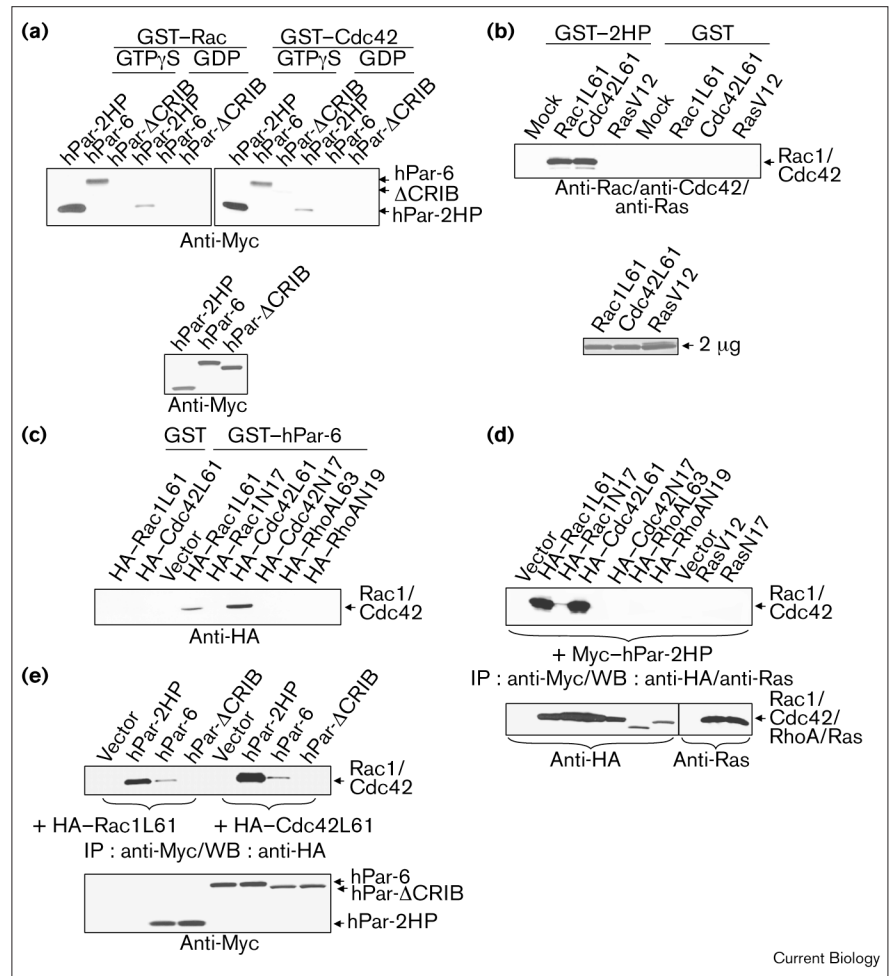 (a)
GST–Rac
GST–Cdc42
GTPγS
GDP
GTPγS
GDP
hPar-2HP
hPar-6
hPar-ΔCRIB
hPar-2HP
hPar-6
hPar-ΔCRIB
hPar-2HP
hPar-6
hPar-ΔCRIB
hPar-2HP
hPar-6
hPar-ΔCRIB
hPar-6
ΔCRIB
hPar-2HP
Anti-Myc
hPar-2HP
hPar-6
hPar-ΔCRIB
Anti-Myc
(b)
GST–2HP
GST
Mock
Rac1L61
Cdc42L61
RasV12
Mock
Rac1L61
Cdc42L61
RasV12
Rac1/
Cdc42
Anti-Rac/anti-Cdc42/
anti-Ras
Rac1L61
Cdc42L61
RasV12
2 μg
(c)
GST
GST–hPar-6
HA–Rac1L61
HA–Cdc42L61
Vector
HA–Rac1L61
HA–Rac1N17
HA–Cdc42L61
HA–Cdc42N17
HA–RhoAL63
HA–RhoAN19
Rac1/
Cdc42
Anti-HA
(d)
Vector
HA–Rac1L61
HA–Rac1N17
HA–Cdc42L61
HA–Cdc42N17
HA–RhoAL63
HA–RhoAN19
Vector
RasV12
RasN17
Rac1/
Cdc42
+ Myc–hPar-2HP
IP : anti-Myc/WB : anti-HA/anti-Ras
Rac1/
Cdc42/
RhoA/Ras
Anti-HA
Anti-Ras
(e)
Vector
hPar-2HP
hPar-6
hPar-ΔCRIB
Vector
hPar-2HP
hPar-6
hPar-ΔCRIB
Rac1/
Cdc42
+ HA–Rac1L61
+ HA–Cdc42L61
IP : anti-Myc/WB : anti-HA
hPar-6
hPar-ΔCRIB
hPar-2HP
Anti-Myc
Current Biology